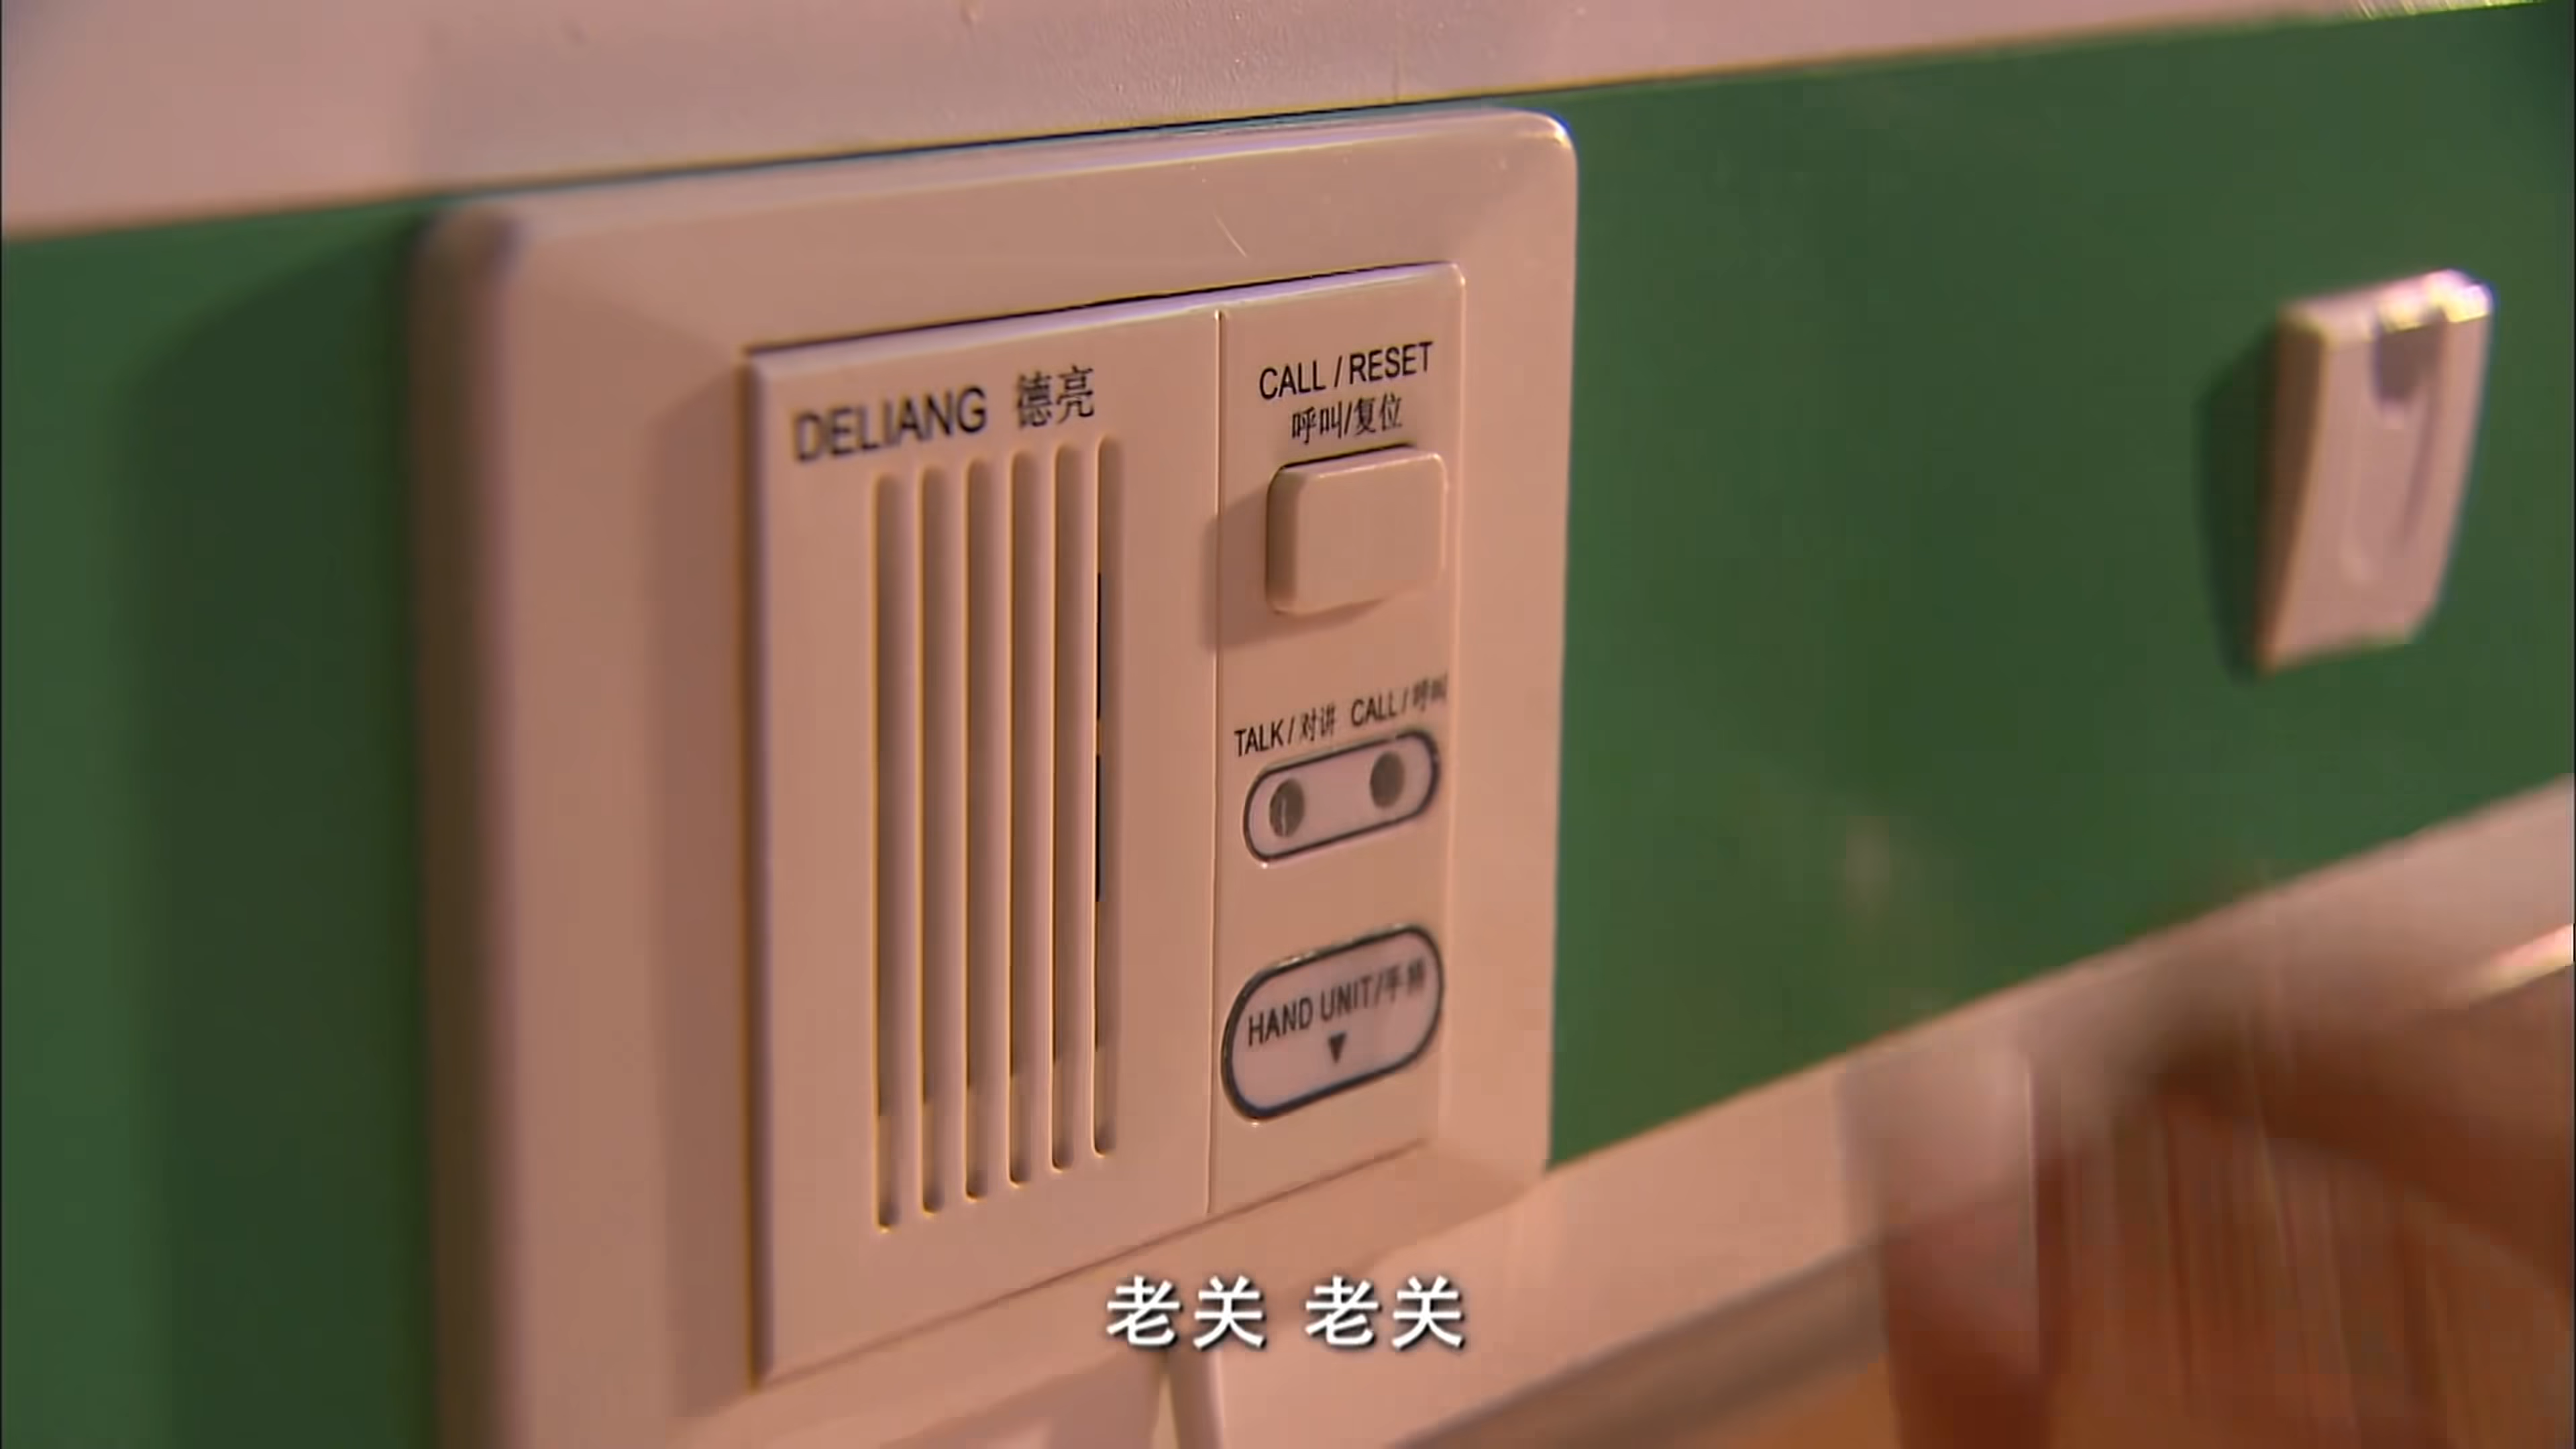 DELIANG 德亮
CALL / RESET
呼叫/复位
TALK / 对讲 CALL / 呼叫
HAND UNIT/手柄
老关 老关